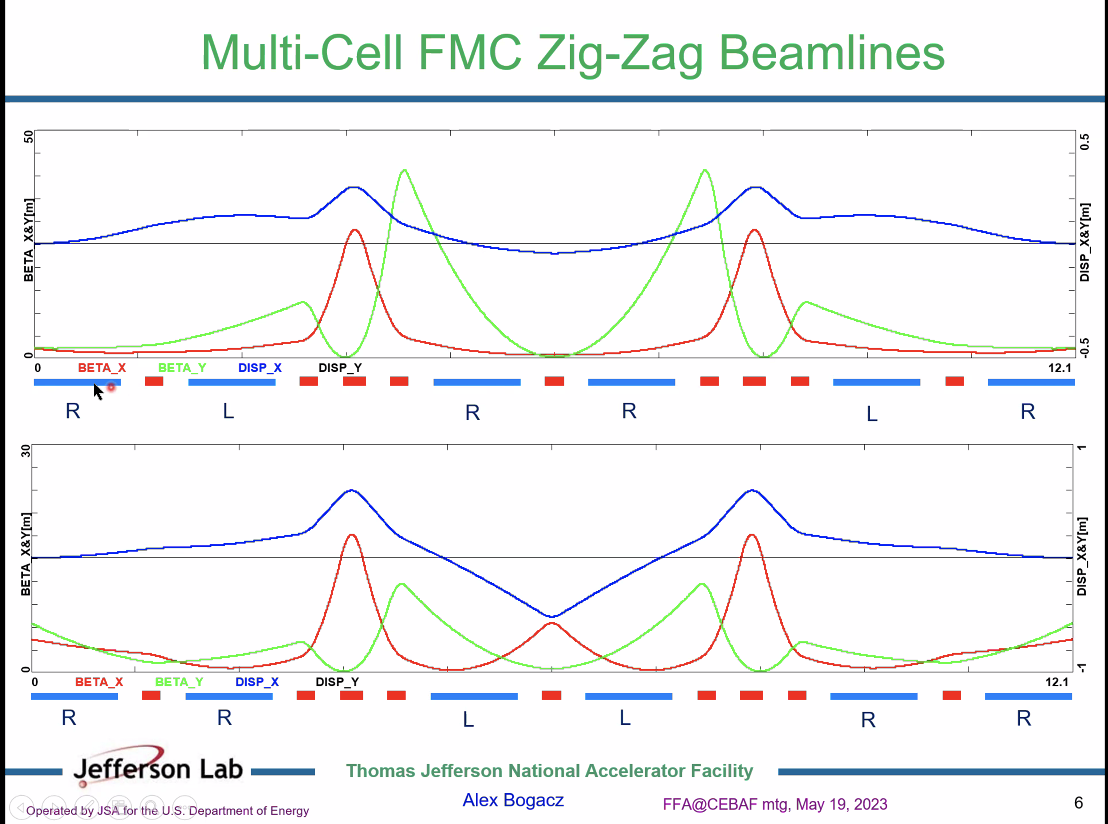 Multi-Cell FMC Zig-Zag Beamlines
50
0.5
BETA_X&Y[m]
DISP_X&Y[m]
0
-0.5
0 BETA_X BETA_Y DISP_X DISP_Y 12.1
R L R R L R
30
1
BETA_X&Y[m]
DISP_X&Y[m]
0
-1
0 BETA_X BETA_Y DISP_X DISP_Y 12.1
R R L L R R
Jefferson Lab
Thomas Jefferson National Accelerator Facility
Operated by JSA for the U.S. Department of Energy
Alex Bogacz
FFA@CEBAF mtg, May 19, 2023
6